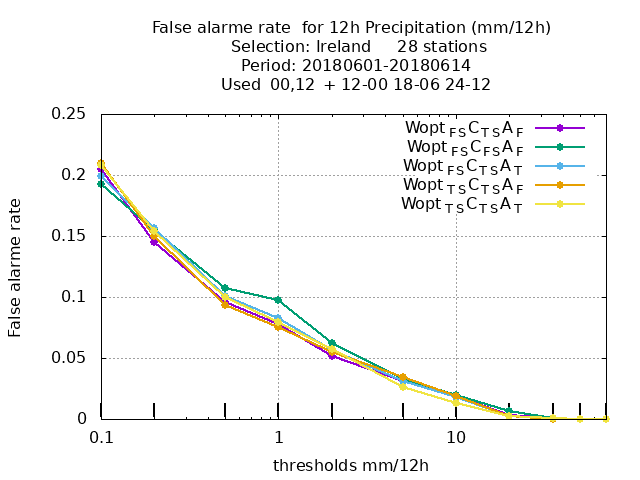 False alarme rate for 12h Precipitation (mm/12h)
Selection: Ireland 28 stations
Period: 20180601-20180614
Used 00,12 + 12-00 18-06 24-12
Wopt FS C TS A F
Wopt FS C FS A F
Wopt FS C TS A T
Wopt TS C TS A F
Wopt TS C TS A T
0.25
0.2
0.15
0.1
0.05
0
False alarme rate
0.1 1 10
thresholds mm/12h